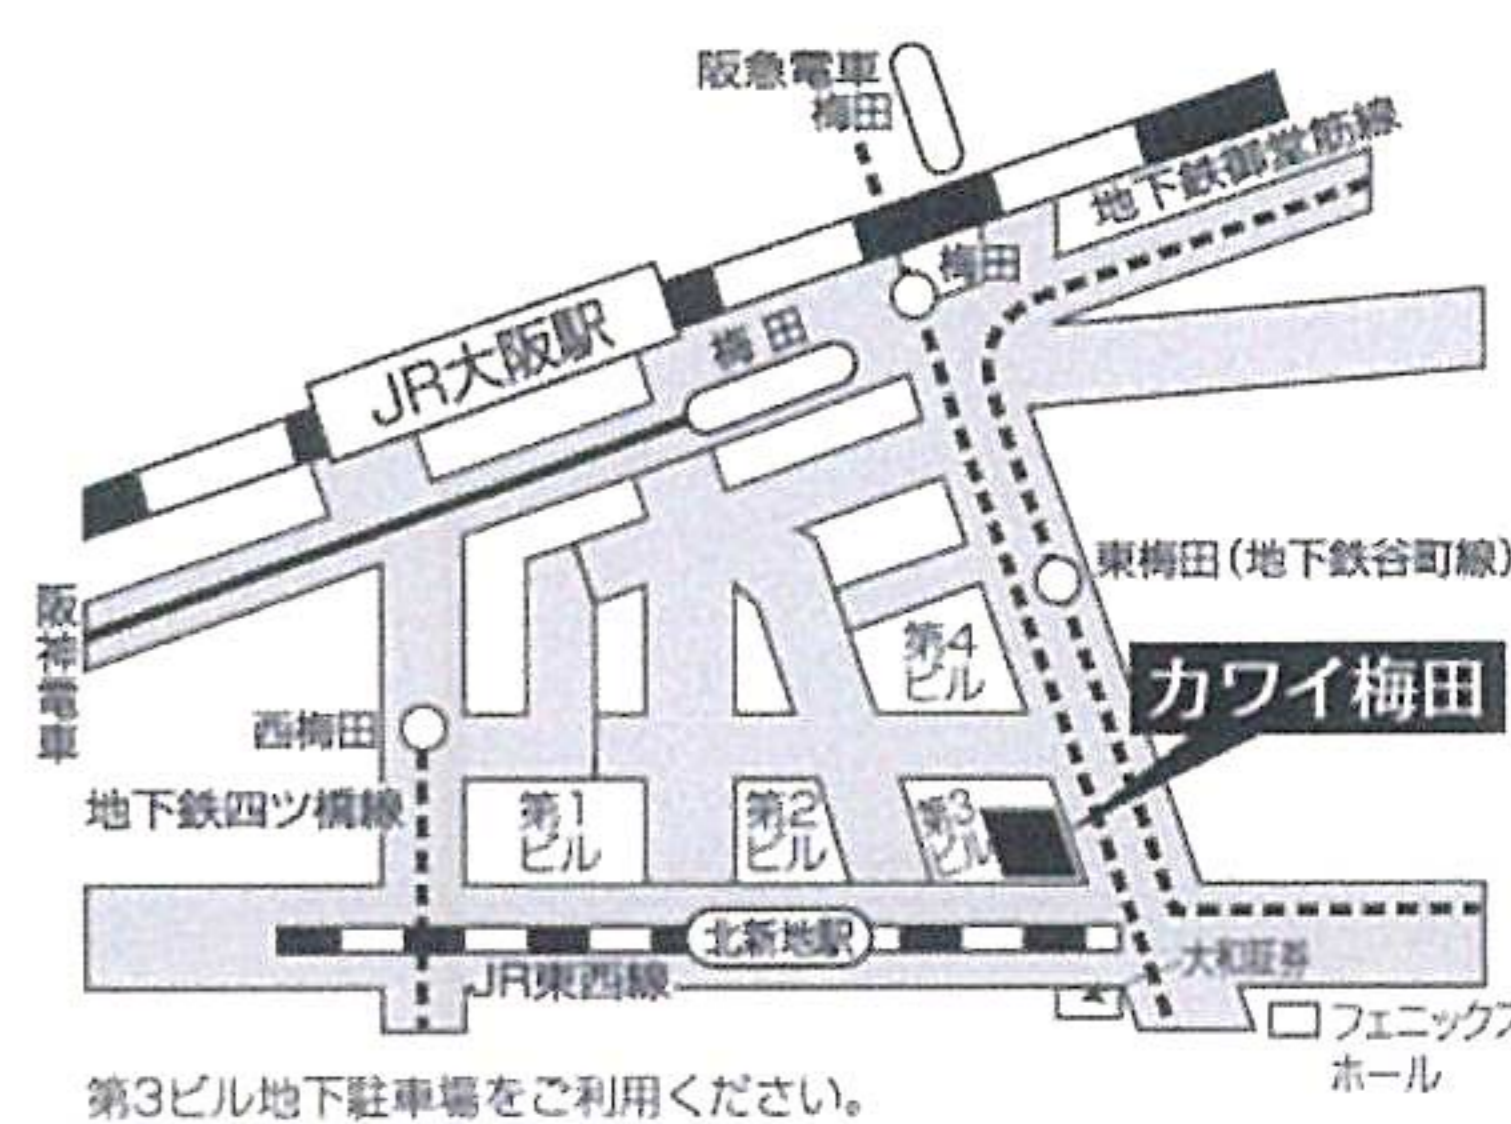 阪急電車
梅田
地下鉄御堂筋線
梅田
JR大阪駅
梅田
東梅田(地下鉄谷町線)
阪神電車
第4
ビル
カワイ梅田
西梅田
地下鉄四ツ橋線
第1
ビル
第2
ビル
第3
ビル
北新地駅
JR東西線
大和証券
フェニックス
ホール
第3ビル地下駐車場をご利用ください。